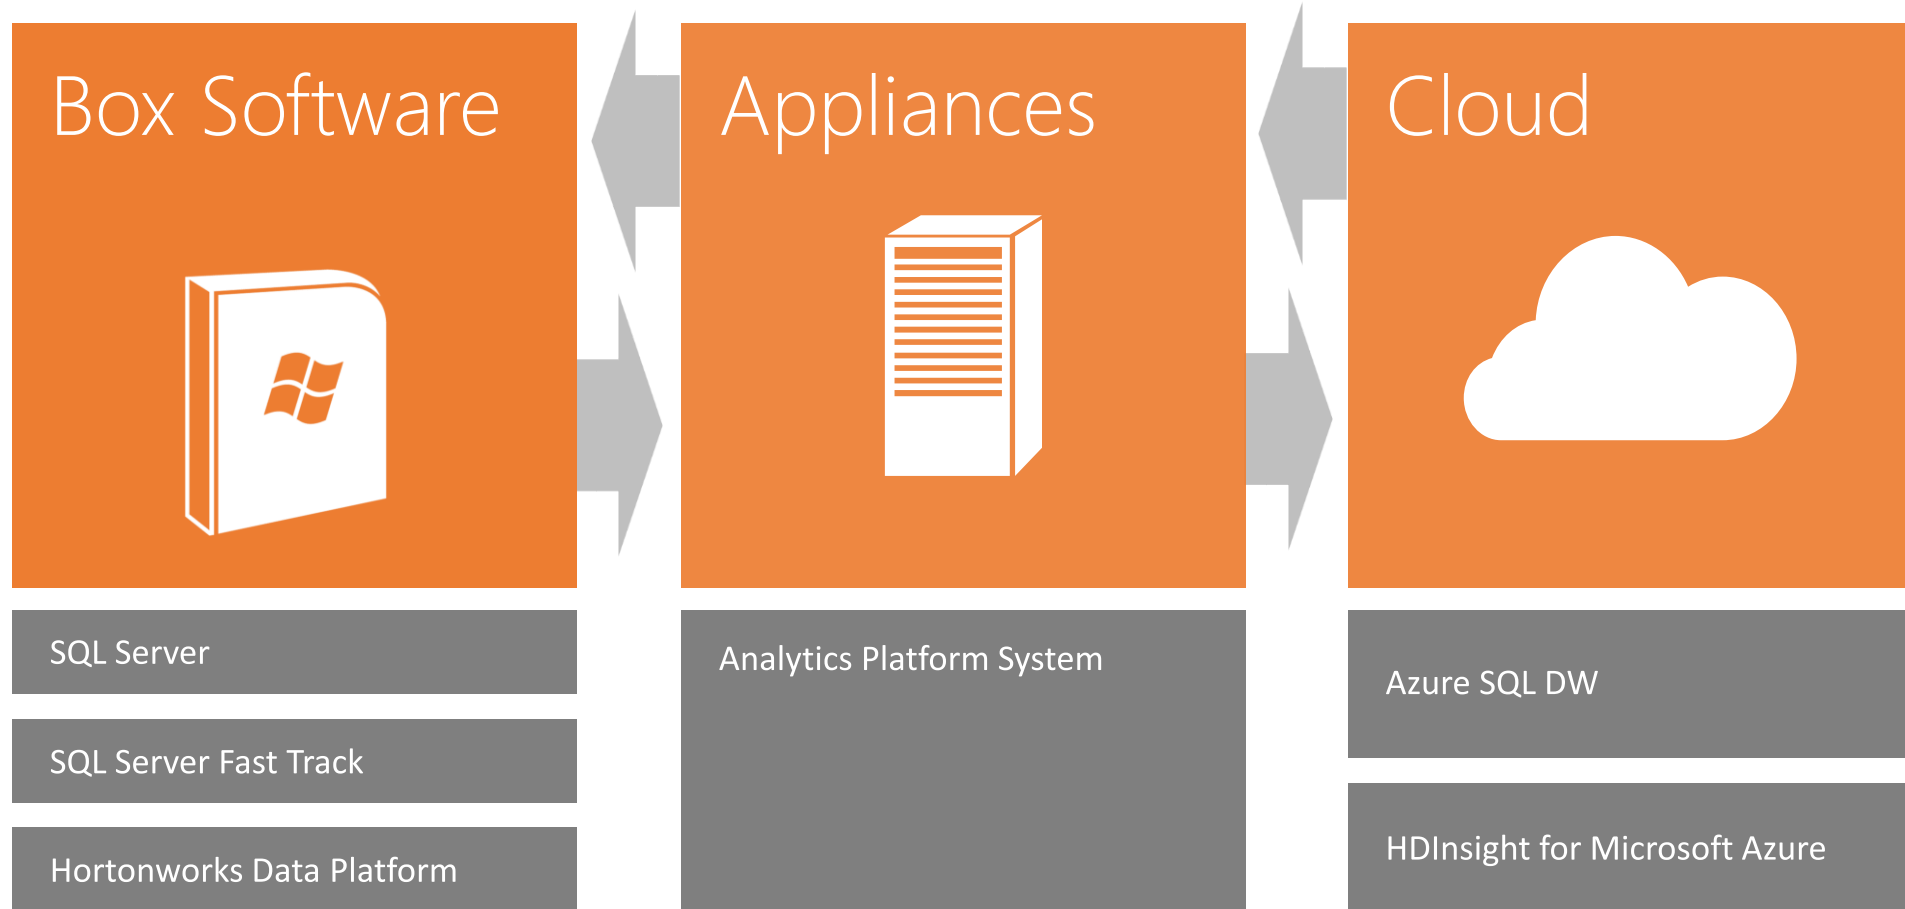 Box Software
SQL Server
SQL Server Fast Track
Hortonworks Data Platform
Appliances
Analytics Platform System
Cloud
Azure SQL DW
HDInsight for Microsoft Azure